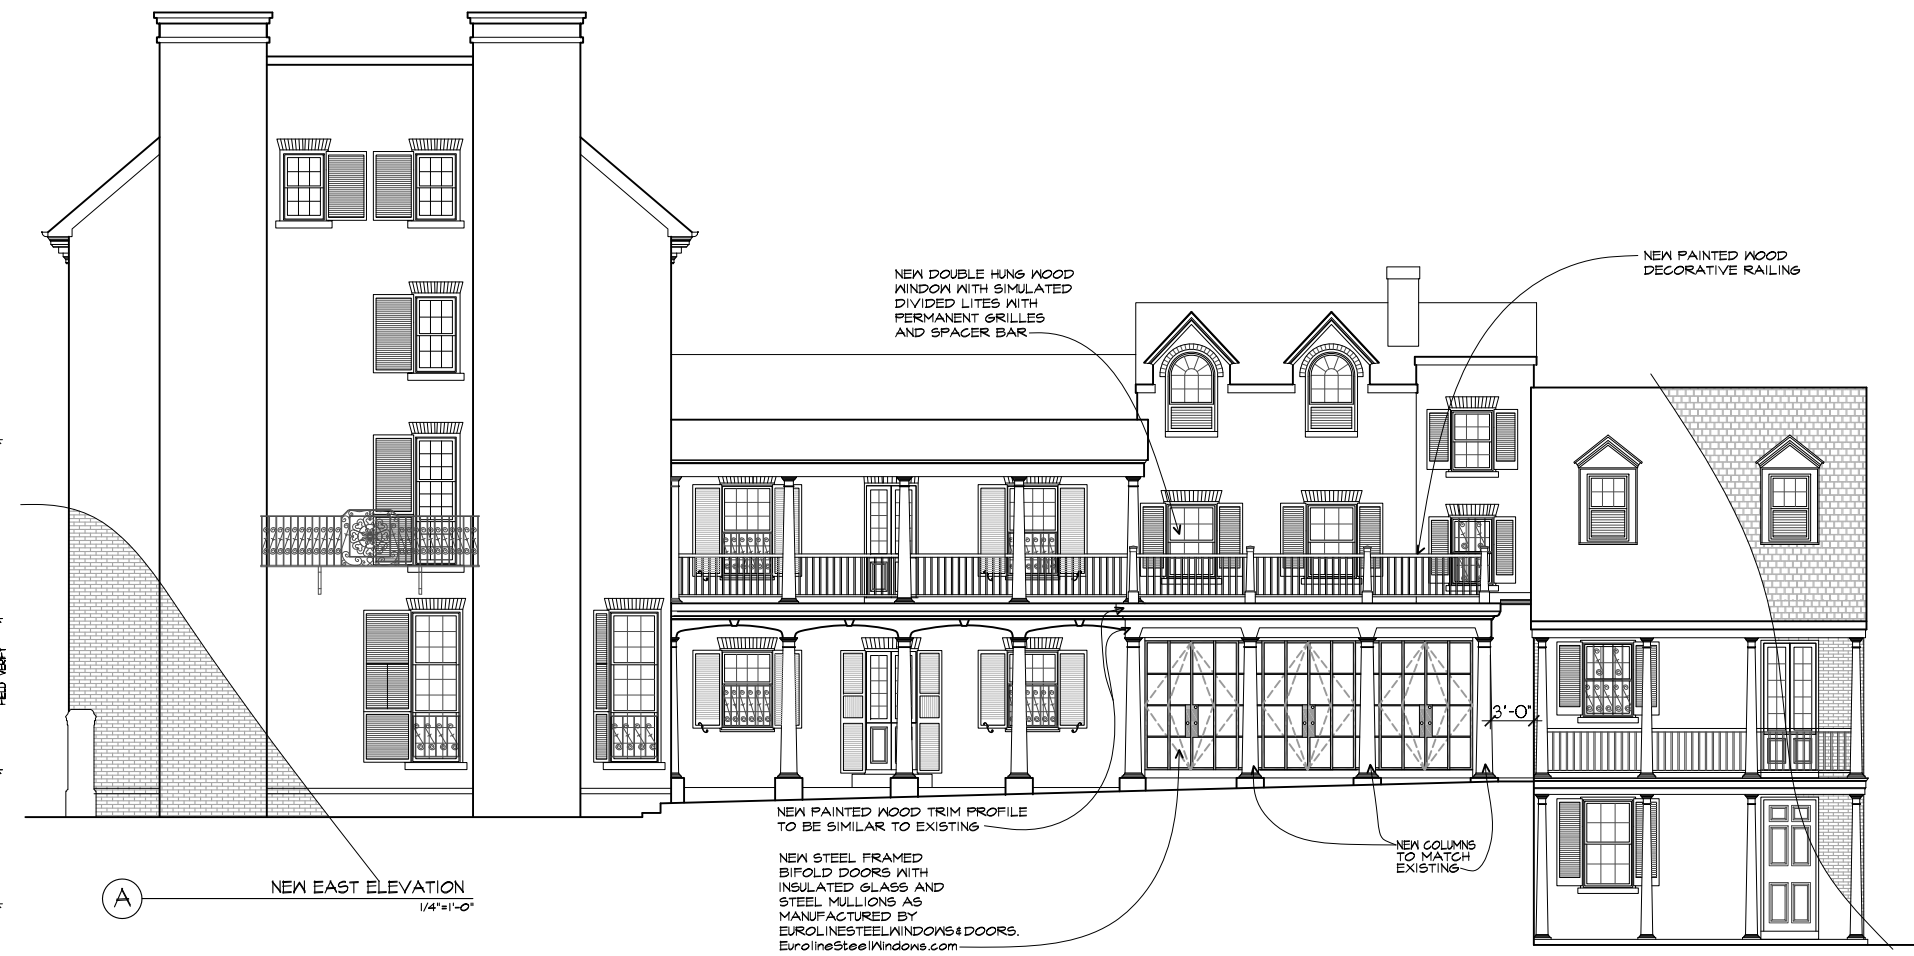 NEW PAINTED WOOD
DECORATIVE RAILING
NEW DOUBLE HUNG WOOD
WINDOW WITH SIMULATED
DIVIDED LITES WITH
PERMANENT GRILLES
AND SPACER BAR
3'-0"
NEW PAINTED WOOD TRIM PROFILE
TO BE SIMILAR TO EXISTING
NEW COLUMNS
TO MATCH
EXISTING
NEW STEEL FRAMED
BIFOLD DOORS WITH
INSULATED GLASS AND
STEEL MULLIONS AS
MANUFACTURED BY
EUROLINESTEELWINDOWS&DOORS.
EurolineSteelWindows.com
A
NEW EAST ELEVATION
1/4"=1'-0"